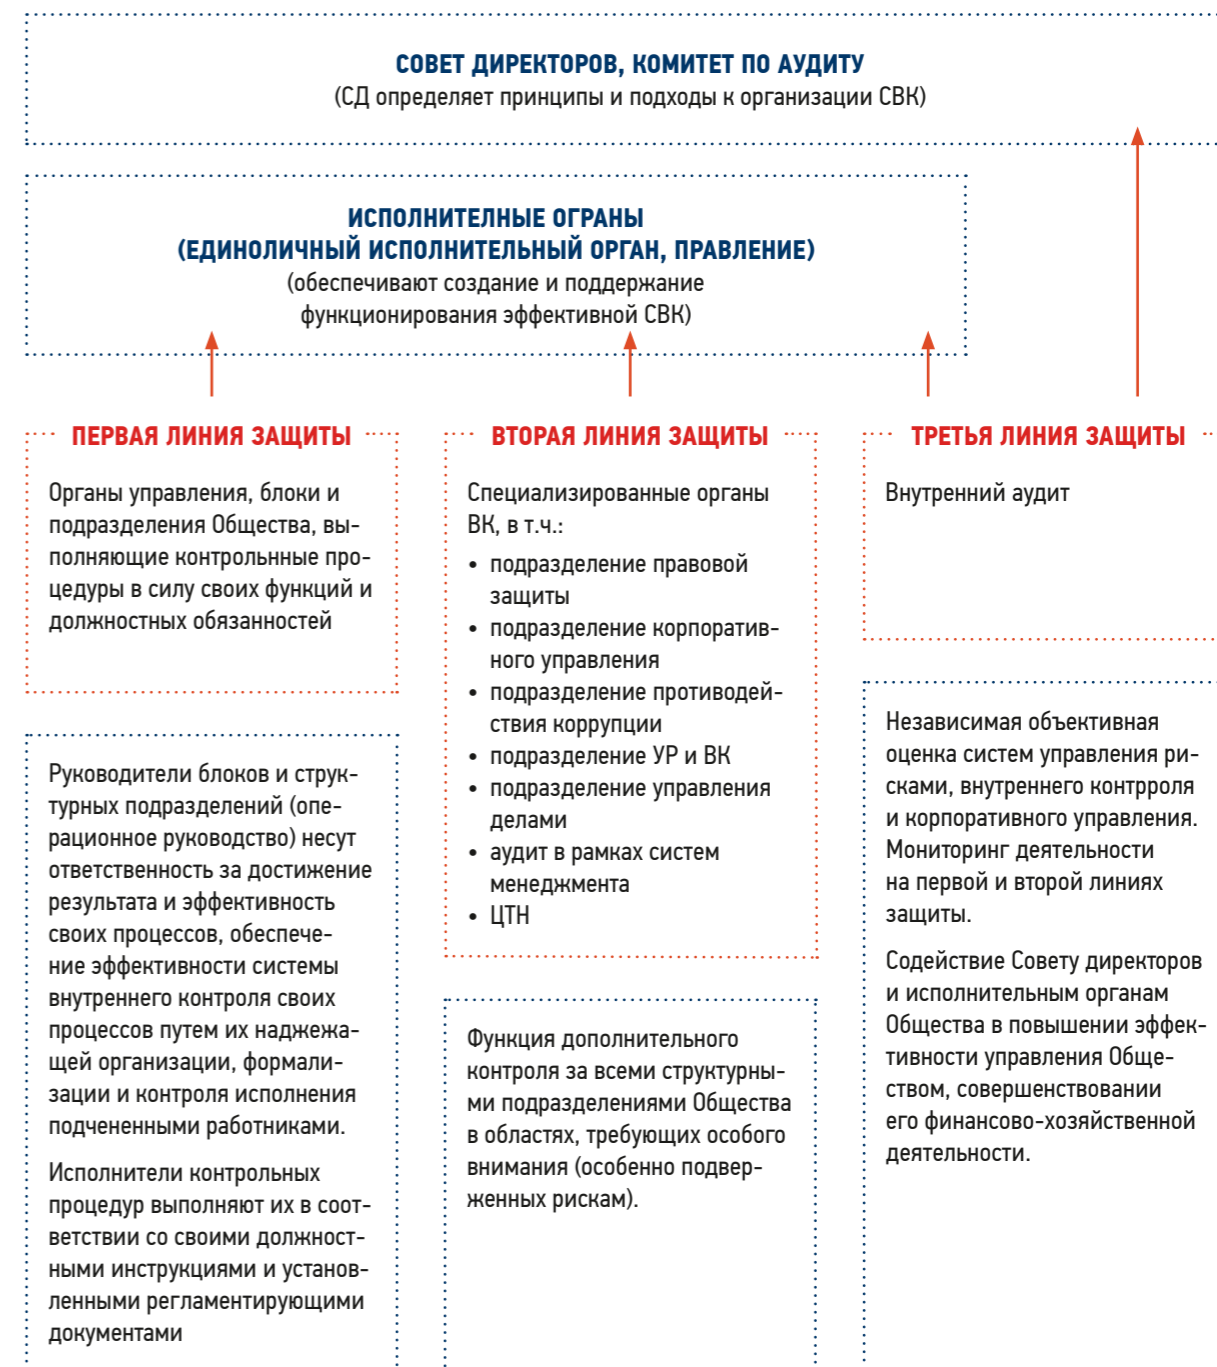 СОВЕТ ДИРЕКТОРОВ, КОМИТЕТ ПО АУДИТУ
(СД определяет принципы и подходы к организации СВК)
ИСПОЛНИТЕЛНЫЕ ОГРАНЫ
(ЕДИНОЛИЧНЫЙ ИСПОЛНИТЕЛЬНЫЙ ОРГАН, ПРАВЛЕНИЕ)
(обеспечивают создание и поддержание
функционирования эффективной СВК)
ПЕРВАЯ ЛИНИЯ ЗАЩИТЫ
Органы управления, блоки и
подразделения Общества, вы-
полняющие контрольнные про-
цедуры в силу своих функций и
должностных обязанностей
Руководители блоков и струк-
турных подразделений (опе-
рационное руководство) несут
ответственность за достижение
результата и эффективность
своих процессов, обеспече-
ние эффективности системы
внутреннего контроля своих
процессов путем их наджежа-
щей организации, формали-
зации и контроля исполнения
подчененными работниками.
Исполнители контрольных
процедур выполняют их в соот-
ветствии со своими должност-
ными инструкциями и установ-
ленными регламентирующими
документами
ВТОРАЯ ЛИНИЯ ЗАЩИТЫ
Специализированные органы
ВК, в т.ч.:
• подразделение правовой
защиты
• подразделение корпоратив-
ного управления
• подразделение противодей-
ствия коррупции
• подразделение УР и ВК
• подразделение управления
делами
• аудит в рамках систем
менеджмента
• ЦТН
Функция дополнительного
контроля за всеми структурны-
ми подразделениями Общества
в областях, требующих особого
внимания (особенно подвер-
женных рискам).
ТРЕТЬЯ ЛИНИЯ ЗАЩИТЫ
Внутренний аудит
Независимая объективная
оценка систем управления ри-
сками, внутреннего контрроля
и корпоративного управления.
Мониторинг деятельности
на первой и второй линиях
защиты.
Содействие Совету директоров
и исполнительным органам
Общества в повышении эффек-
тивности управления Обще-
ством, совершенствовании
его финансово-хозяйственной
деятельности.